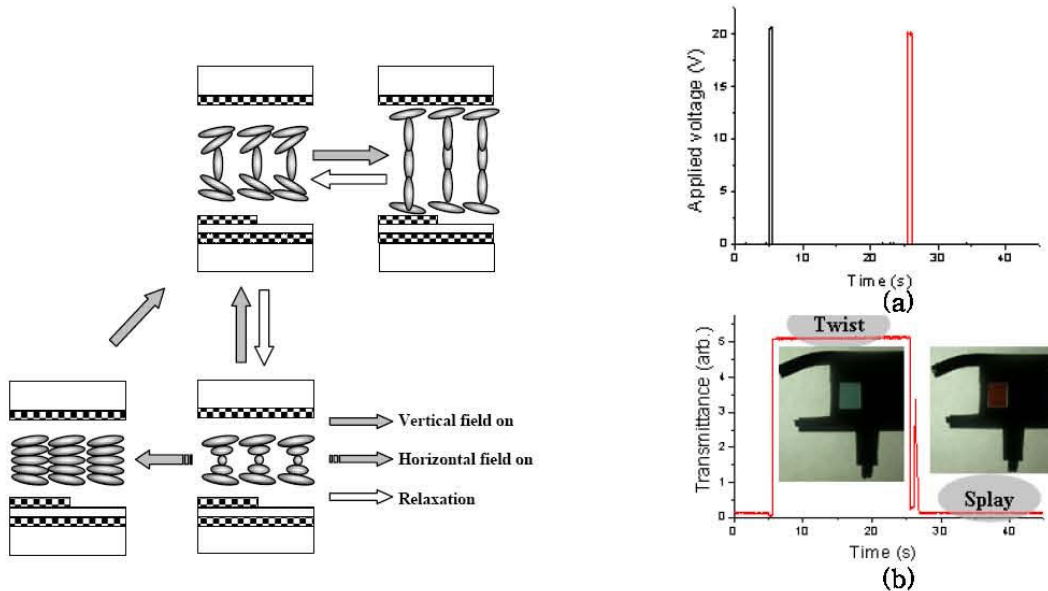 Vertical field on
Horizontal field on
Relaxation
Applied voltage (V)
20
15
10
5
0
0 10 20 30 40
Time (s)
(a)
Transmittance (arb.)
6
5
4
3
2
1
0
Twist
Splay
0 10 20 30 40
Time (s)
(b)